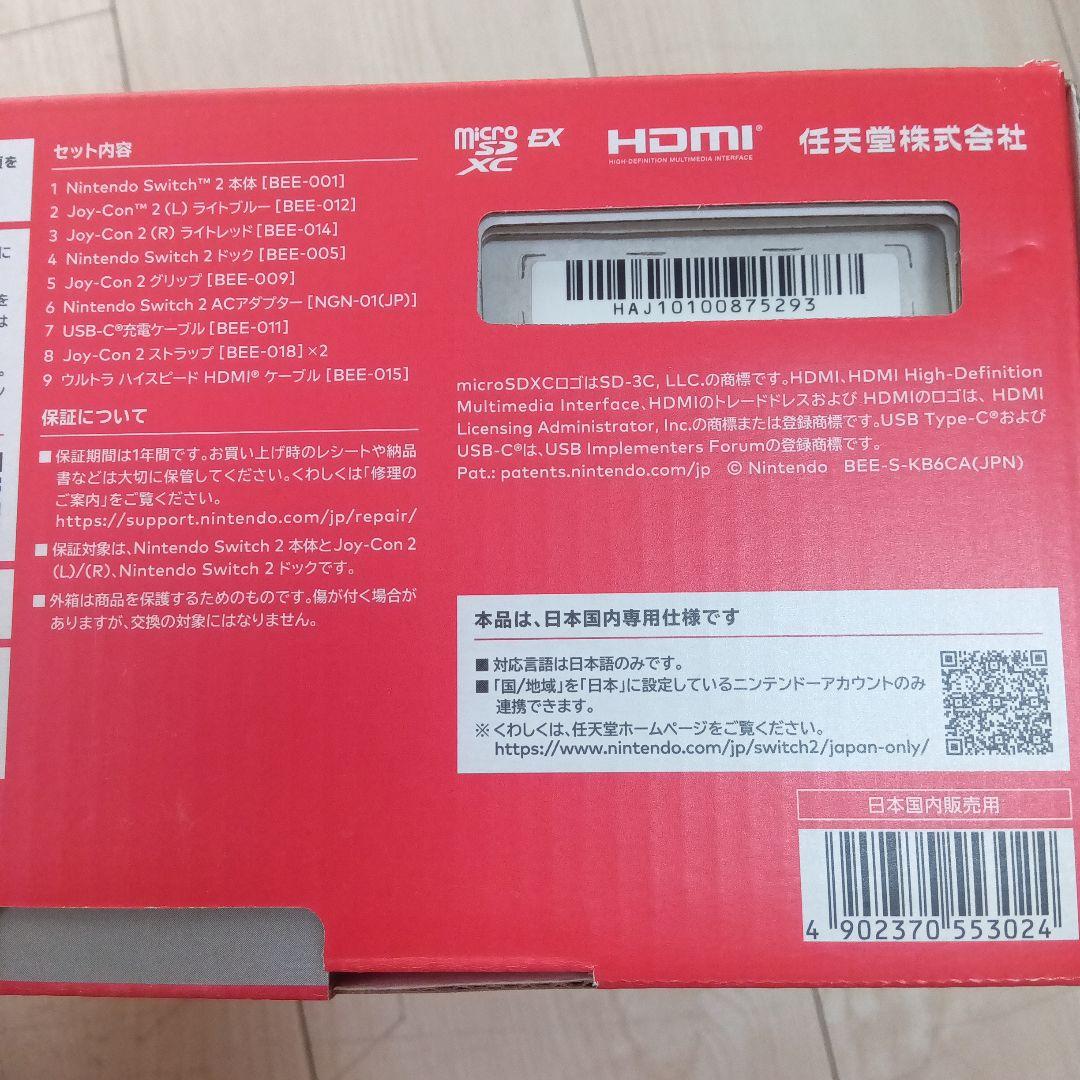 セット内容
1 Nintendo Switch™ 2 本体 [BEE-001]
2 Joy-Con™ 2 (L) ライトブルー [BEE-012]
3 Joy-Con 2 (R) ライトレッド [BEE-014]
4 Nintendo Switch 2 ドック [BEE-005]
5 Joy-Con 2 グリップ [BEE-009]
6 Nintendo Switch 2 ACアダプター [NGN-01(JP)]
7 USB-C®充電ケーブル [BEE-011]
8 Joy-Con 2 ストラップ [BEE-018]×2
9 ウルトラ ハイスピード HDMI® ケーブル [BEE-015]
保証について
■ 保証期間は1年間です。お買い上げ時のレシートや納品
書などは大切に保管してください。くわしくは「修理の
ご案内」をご覧ください。
https://support.nintendo.com/jp/repair/
■ 保証対象は、Nintendo Switch 2 本体とJoy-Con 2
(L)/(R)、Nintendo Switch 2 ドックです。
■ 外箱は商品を保護するためのものです。傷が付く場合が
ありますが、交換の対象にはなりません。
micro SD XC EX
HDMI®
HIGH-DEFINITION MULTIMEDIA INTERFACE
任天堂株式会社
HAJ10100875293
microSDXCロゴはSD-3C, LLC.の商標です。HDMI、HDMI High-Definition
Multimedia Interface、HDMIのトレードドレスおよび HDMIのロゴは、HDMI
Licensing Administrator, Inc.の商標または登録商標です。USB Type-C®および
USB-C®は、USB Implementers Forumの登録商標です。
Pat.: patents.nintendo.com/jp © Nintendo BEE-S-KB6CA(JPN)
本品は、日本国内専用仕様です
■ 対応言語は日本語のみです。
■ 「国/地域」を「日本」に設定しているニンテンドーアカウントのみ
連携できます。
※ くわしくは、任天堂ホームページをご覧ください。
https://www.nintendo.com/jp/switch2/japan-only/
日本国内販売用
4 902370 553024